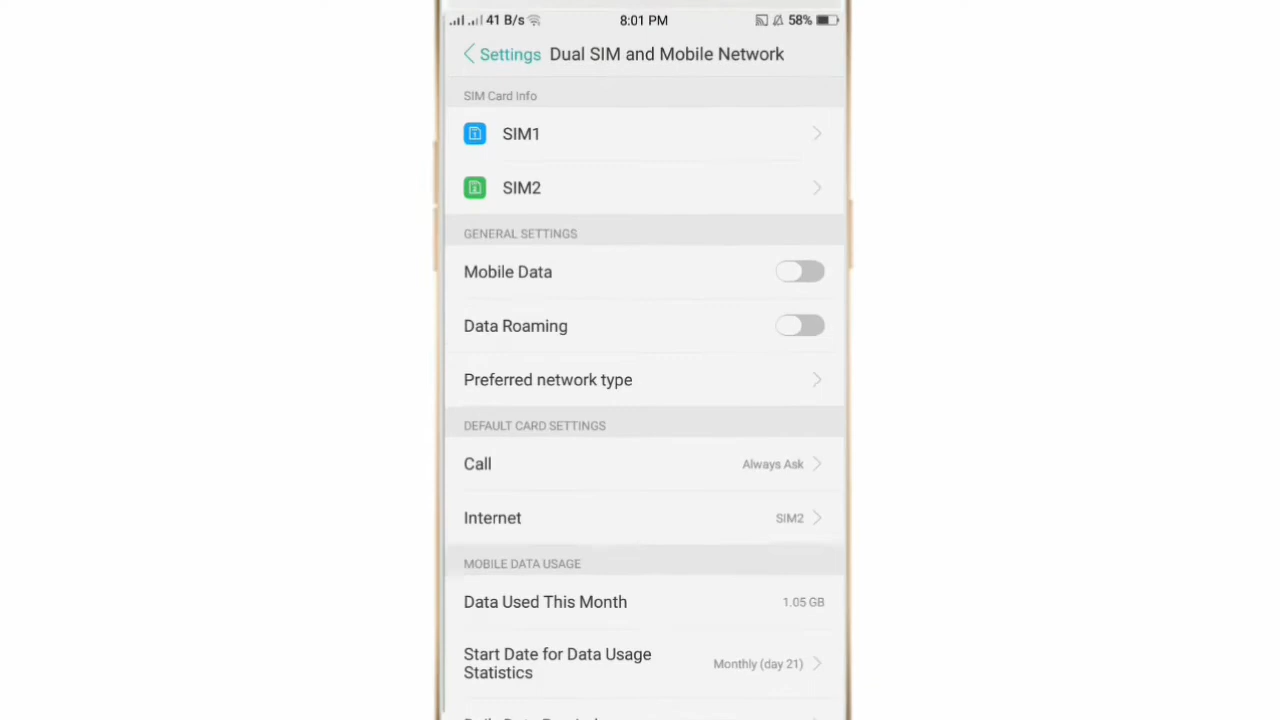 41 B/s 8:01 PM 58%
Settings Dual SIM and Mobile Network
SIM Card Info
SIM1
SIM2
GENERAL SETTINGS
Mobile Data
Data Roaming
Preferred network type
DEFAULT CARD SETTINGS
Call Always Ask
Internet SIM2
MOBILE DATA USAGE
Data Used This Month 1.05 GB
Start Date for Data Usage
Statistics Monthly (day 21)